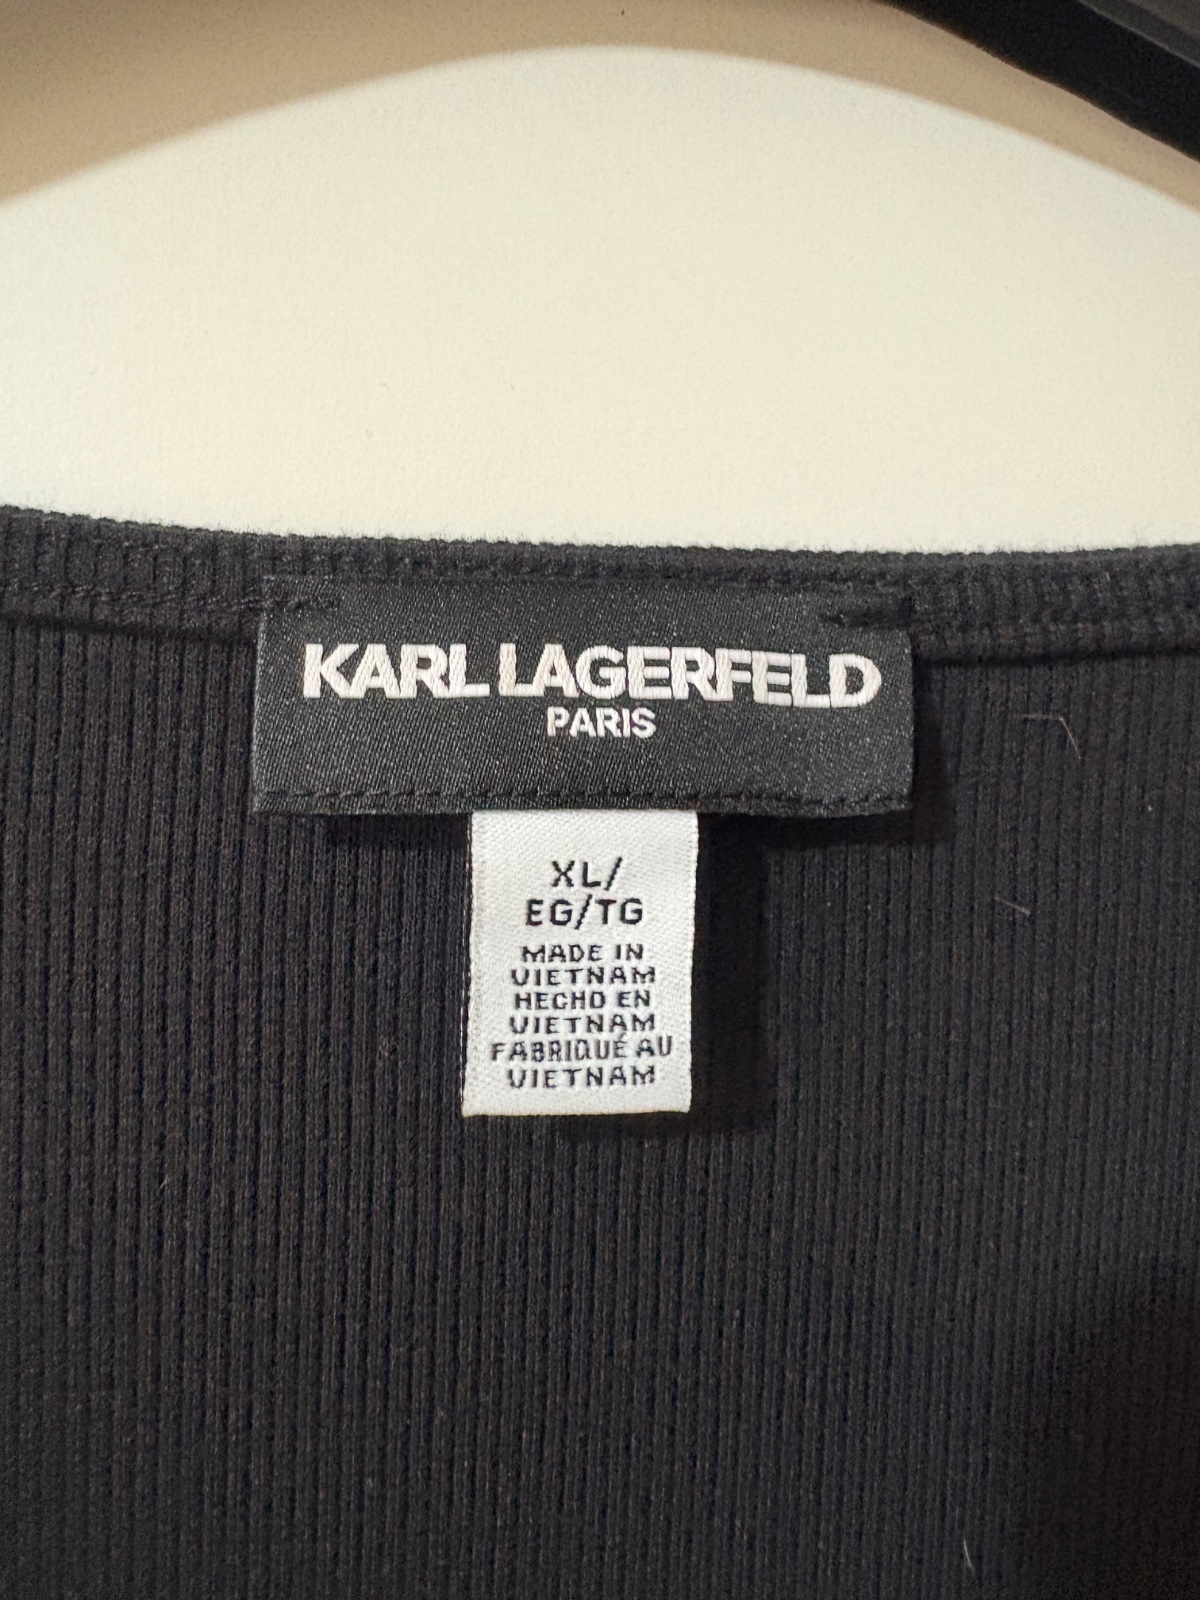 KARL LAGERFELD
PARIS
XL/
EG/TG
MADE IN
VIETNAM
HECHO EN
VIETNAM
FABRIQUÉ AU
VIETNAM